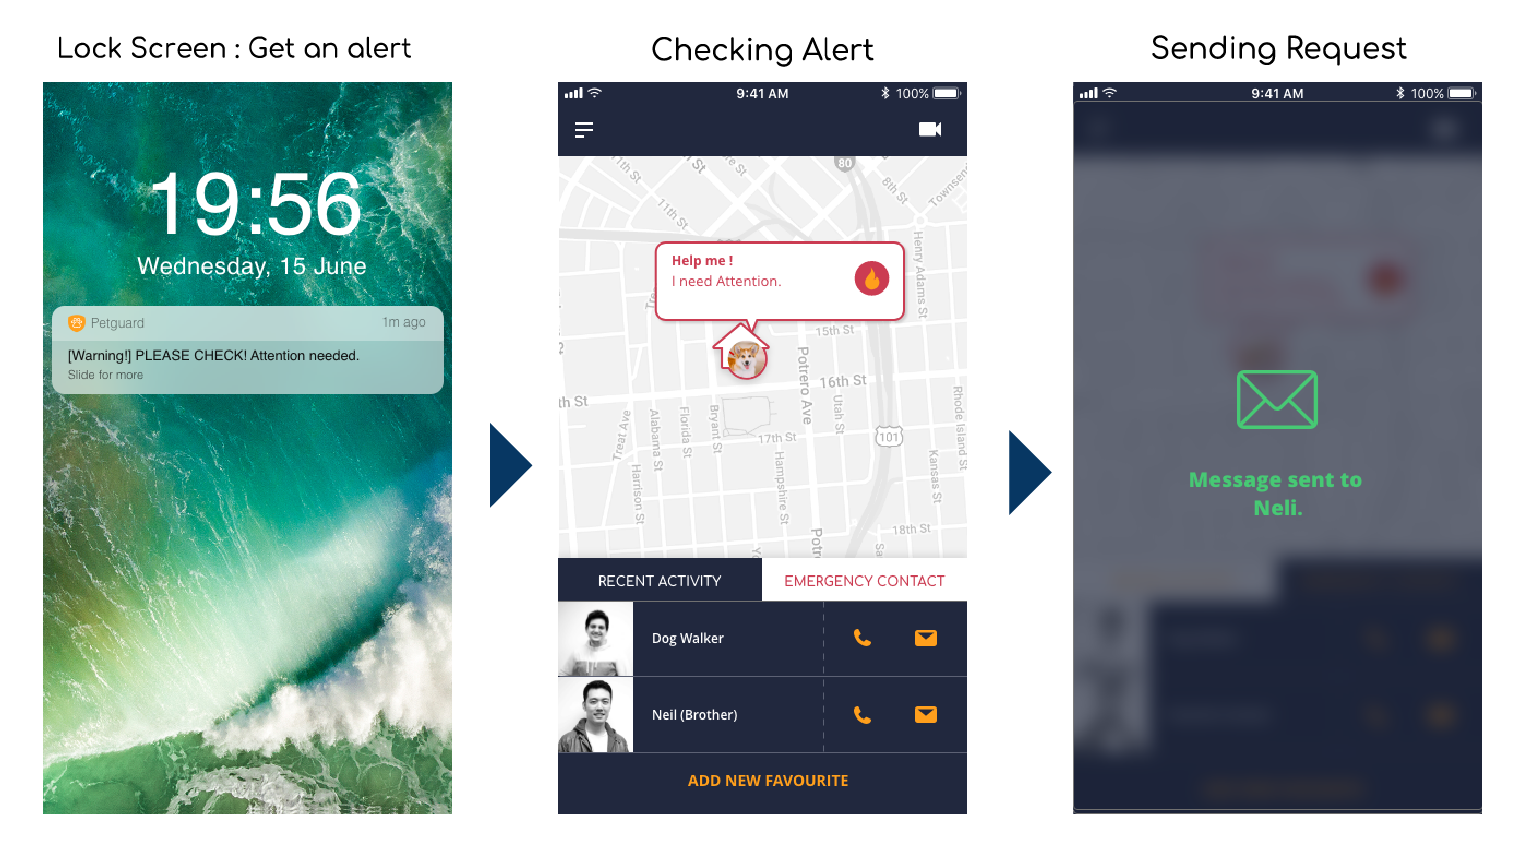 Lock Screen : Get an alert
19:56
Wednesday, 15 June
Petguard
1m ago
[Warning!] PLEASE CHECK! Attention needed.
Slide for more
Checking Alert
9:41 AM
100%
80
11th St
8th St
Townsen
11th St
Henry Adams St
Help me !
I need Attention.
15th St
Potrero Ave
16th St
th St
Treat Ave
Alabama St
Florida St
Bryant St
Utah St
Rhode Island St
17th St
101
Harrison St
Hampshire St
Kansas St
18th St
Potr
Sa
RECENT ACTIVITY
EMERGENCY CONTACT
Dog Walker
Neil (Brother)
ADD NEW FAVOURITE
Sending Request
9:41 AM
100%
Message sent to
Neli.